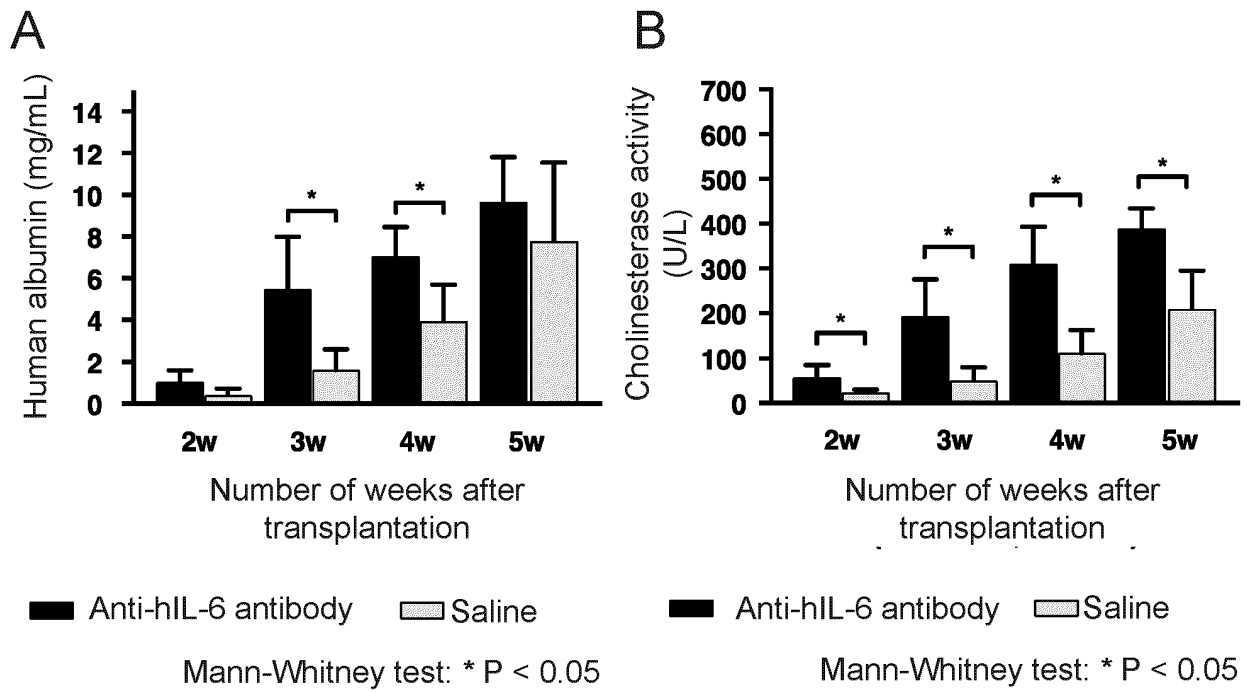 A
Human albumin (mg/mL)
14
12
10
8
6
4
2
0
*
*
2w 3w 4w 5w
Number of weeks after
transplantation
Anti-hIL-6 antibody Saline
Mann-Whitney test: * P < 0.05
B
Cholinesterase activity
(U/L)
700
600
500
400
300
200
100
0
*
*
*
*
2w 3w 4w 5w
Number of weeks after
transplantation
Anti-hIL-6 antibody Saline
Mann-Whitney test: * P < 0.05